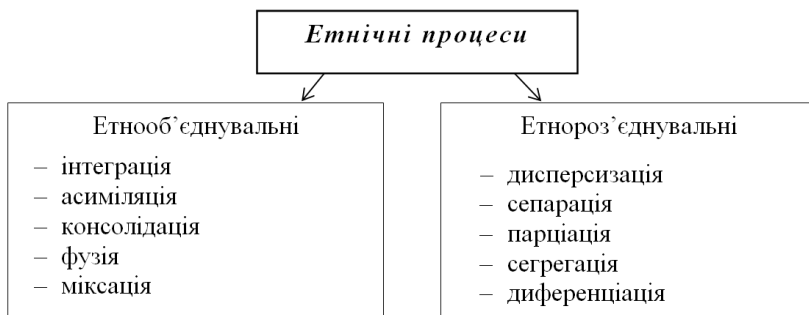 Етнічні процеси
Етнооб’єднувальні
– інтеграція
– асиміляція
– консолідація
– фузія
– міксація
Етнороз’єднувальні
– дисперсизація
– сепарація
– парціація
– сегрегація
– диференціація